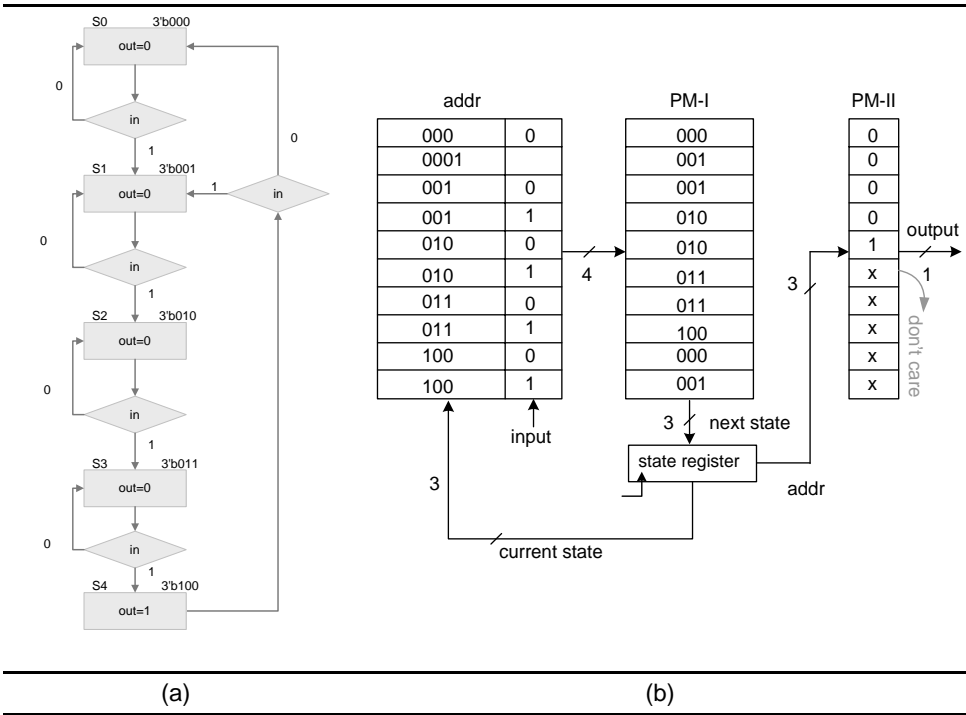 S0 3'b000
out=0
0
in
0
1
S1 3'b001
1
out=0
in
0
in
1
S2 3'b010
out=0
0
in
1
S3 3'b011
out=0
0
in
1
S4 3'b100
out=1
addr
000 0
0001
001 0
001 1
010 0
010 1
011 0
011 1
100 0
100 1
input
4
PM-I
000
001
001
010
010
011
011
100
000
001
3 next state
state register
3
current state
addr
3
PM-II
0
0
0
0
1
x
x
x
x
x
output
1
don't care
(a) (b)